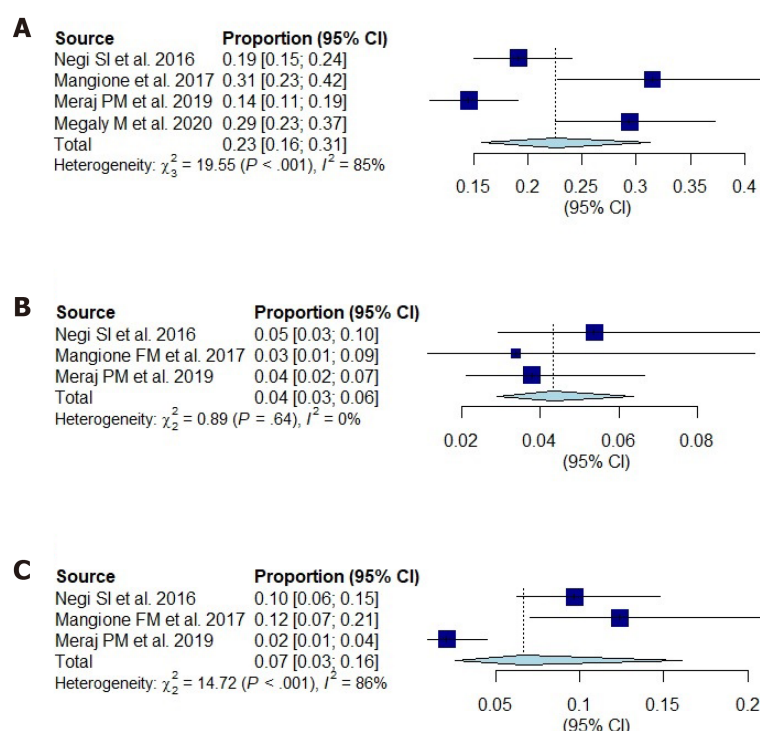 A
Source Proportion (95% CI)
Negi SI et al. 2016 0.19 [0.15; 0.24]
Mangione et al. 2017 0.31 [0.23; 0.42]
Meraj PM et al. 2019 0.14 [0.11; 0.19]
Megaly M et al. 2020 0.29 [0.23; 0.37]
Total 0.23 [0.16; 0.31]
Heterogeneity: χ²₃ = 19.55 (P < .001), I² = 85%
0.15 0.2 0.25 0.3 0.35 0.4
(95% CI)
B
Source Proportion (95% CI)
Negi SI et al. 2016 0.05 [0.03; 0.10]
Mangione FM et al. 2017 0.03 [0.01; 0.09]
Meraj PM et al. 2019 0.04 [0.02; 0.07]
Total 0.04 [0.03; 0.06]
Heterogeneity: χ²₂ = 0.89 (P = .64), I² = 0%
0.02 0.04 0.06 0.08
(95% CI)
C
Source Proportion (95% CI)
Negi SI et al. 2016 0.10 [0.06; 0.15]
Mangione FM et al. 2017 0.12 [0.07; 0.21]
Meraj PM et al. 2019 0.02 [0.01; 0.04]
Total 0.07 [0.03; 0.16]
Heterogeneity: χ²₂ = 14.72 (P < .001), I² = 86%
0.05 0.1 0.15 0.2
(95% CI)